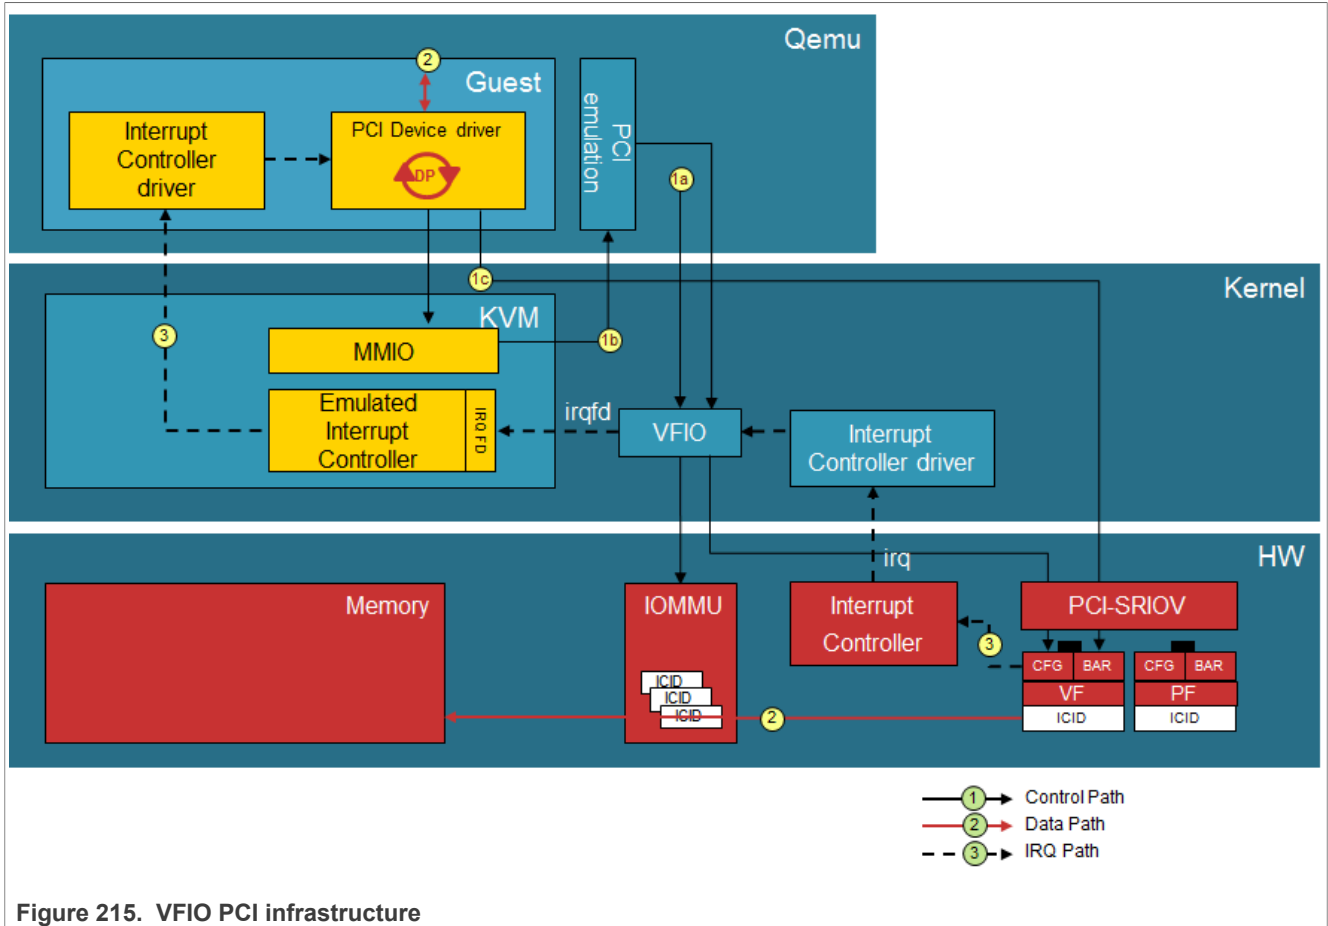 Qemu
2
Guest
PCI
emulation
Interrupt
Controller
driver
PCI Device driver
DP
1a
1c
Kernel
KVM
3
MMIO
1b
Emulated
Interrupt
Controller
IRQ FD
irqfd
VFIO
Interrupt
Controller driver
HW
irq
Memory
IOMMU
Interrupt
Controller
PCI-SRIOV
3
CFG
BAR
CFG
BAR
VF
PF
ICID
ICID
ICID
ICID
ICID
2
1
Control Path
2
Data Path
3
IRQ Path
Figure 215. VFIO PCI infrastructure